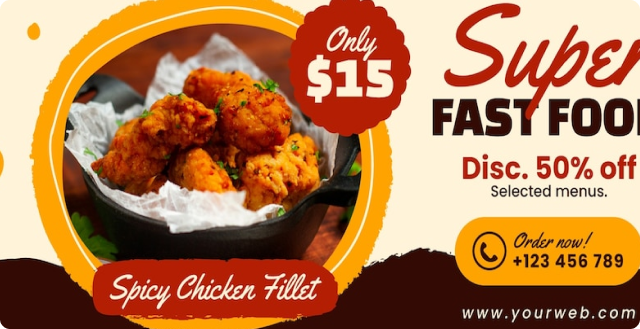 Only
$15
Spicy Chicken Fillet
Super
FAST FOO
Disc. 50% off
Selected menus.
Order now!
+123 456 789
www.yourweb.com